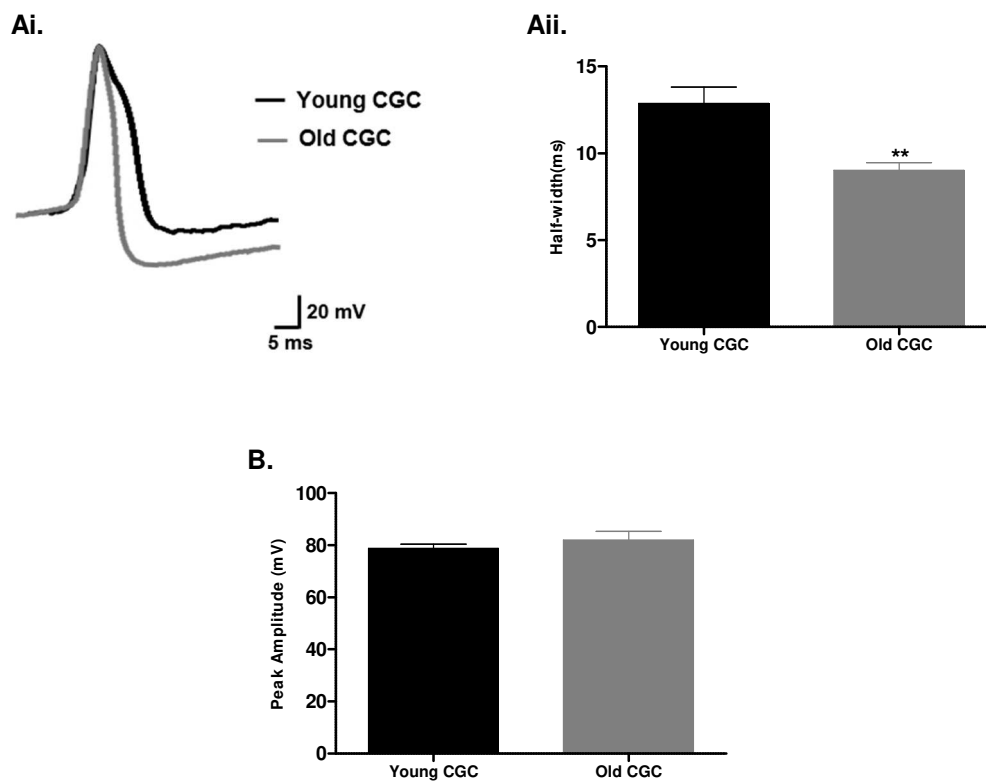 Ai.
Young CGC
Old CGC
20 mV
5 ms
Aii.
15
10
5
0
Half-width(ms)
**
Young CGC
Old CGC
B.
100
80
60
40
20
0
Peak Amplitude (mV)
Young CGC
Old CGC